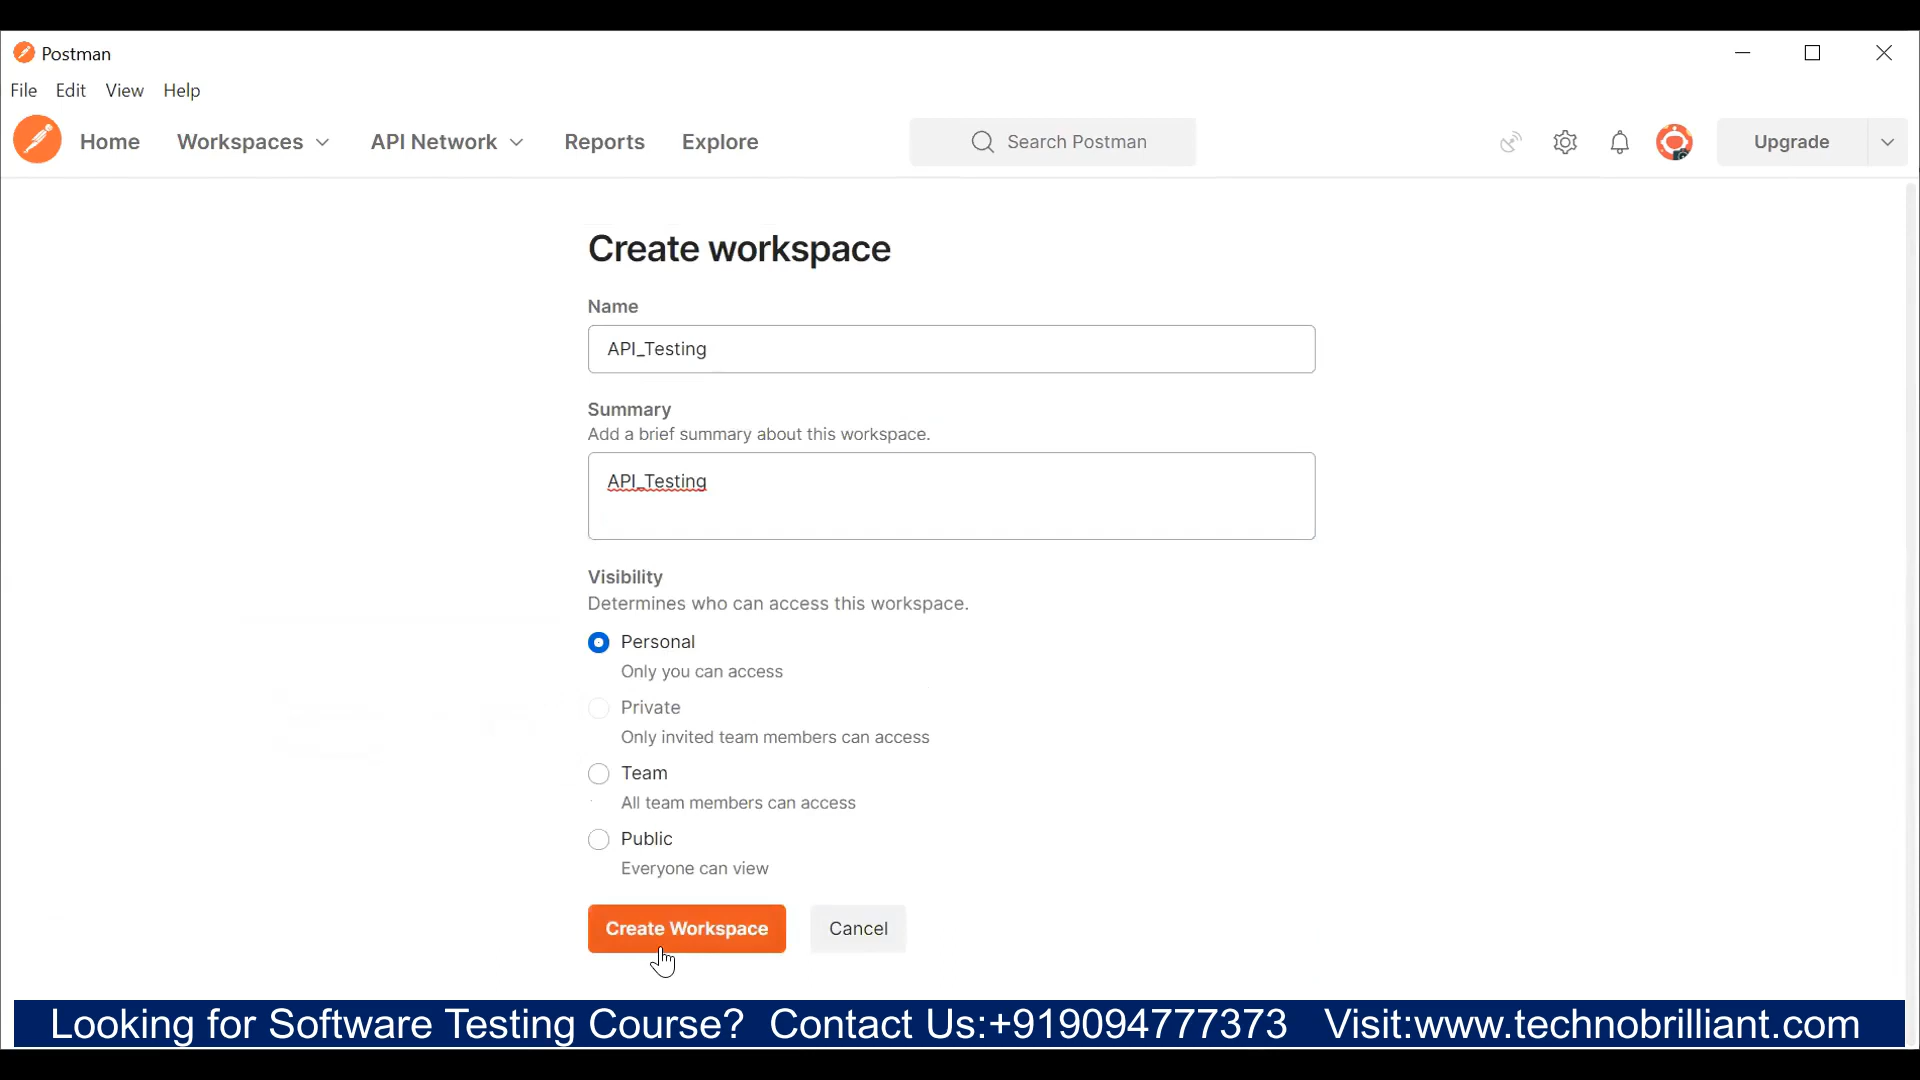 Postman
File Edit View Help
Home Workspaces API Network Reports Explore Search Postman Upgrade
Create workspace
Name
API_Testing
Summary
Add a brief summary about this workspace.
API_Testing
Visibility
Determines who can access this workspace.
Personal
Only you can access
Private
Only invited team members can access
Team
All team members can access
Public
Everyone can view
Create Workspace Cancel
Looking for Software Testing Course? Contact Us:+919094777373 Visit:www.technobrilliant.com